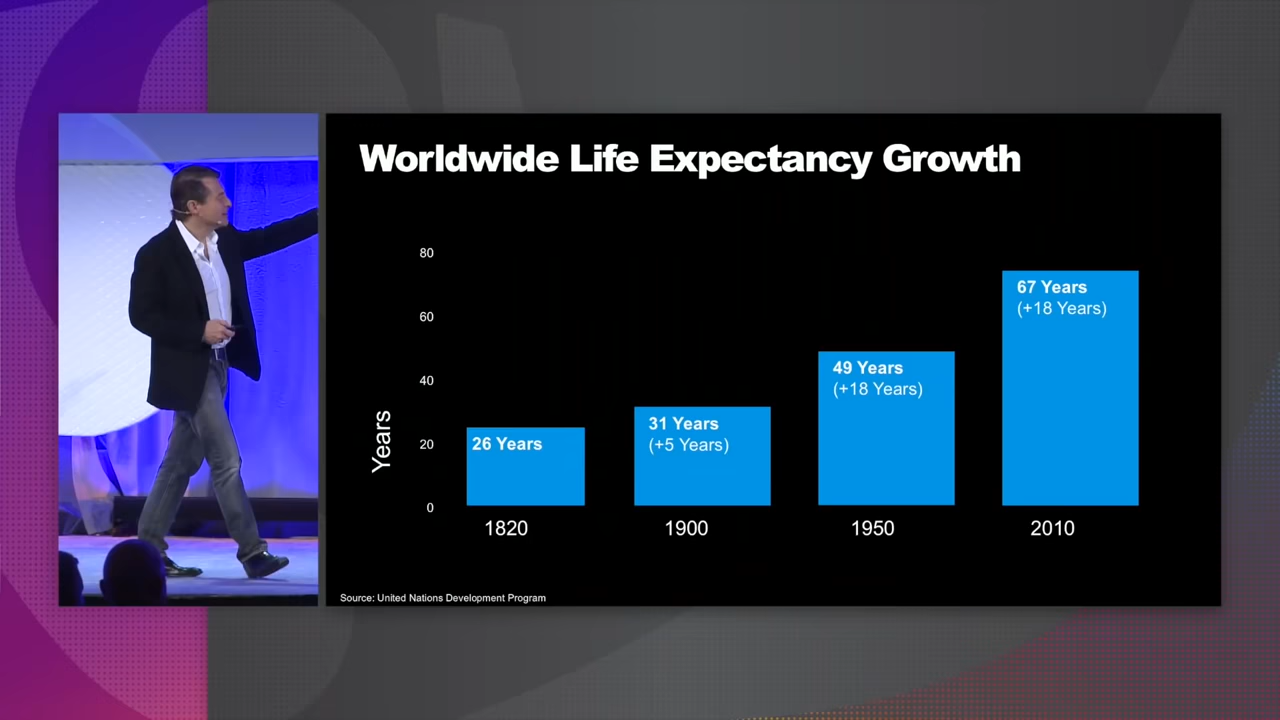 Worldwide Life Expectancy Growth
80
60
40
20
0
Years
26 Years
31 Years
(+5 Years)
49 Years
(+18 Years)
67 Years
(+18 Years)
1820
1900
1950
2010
Source: United Nations Development Program